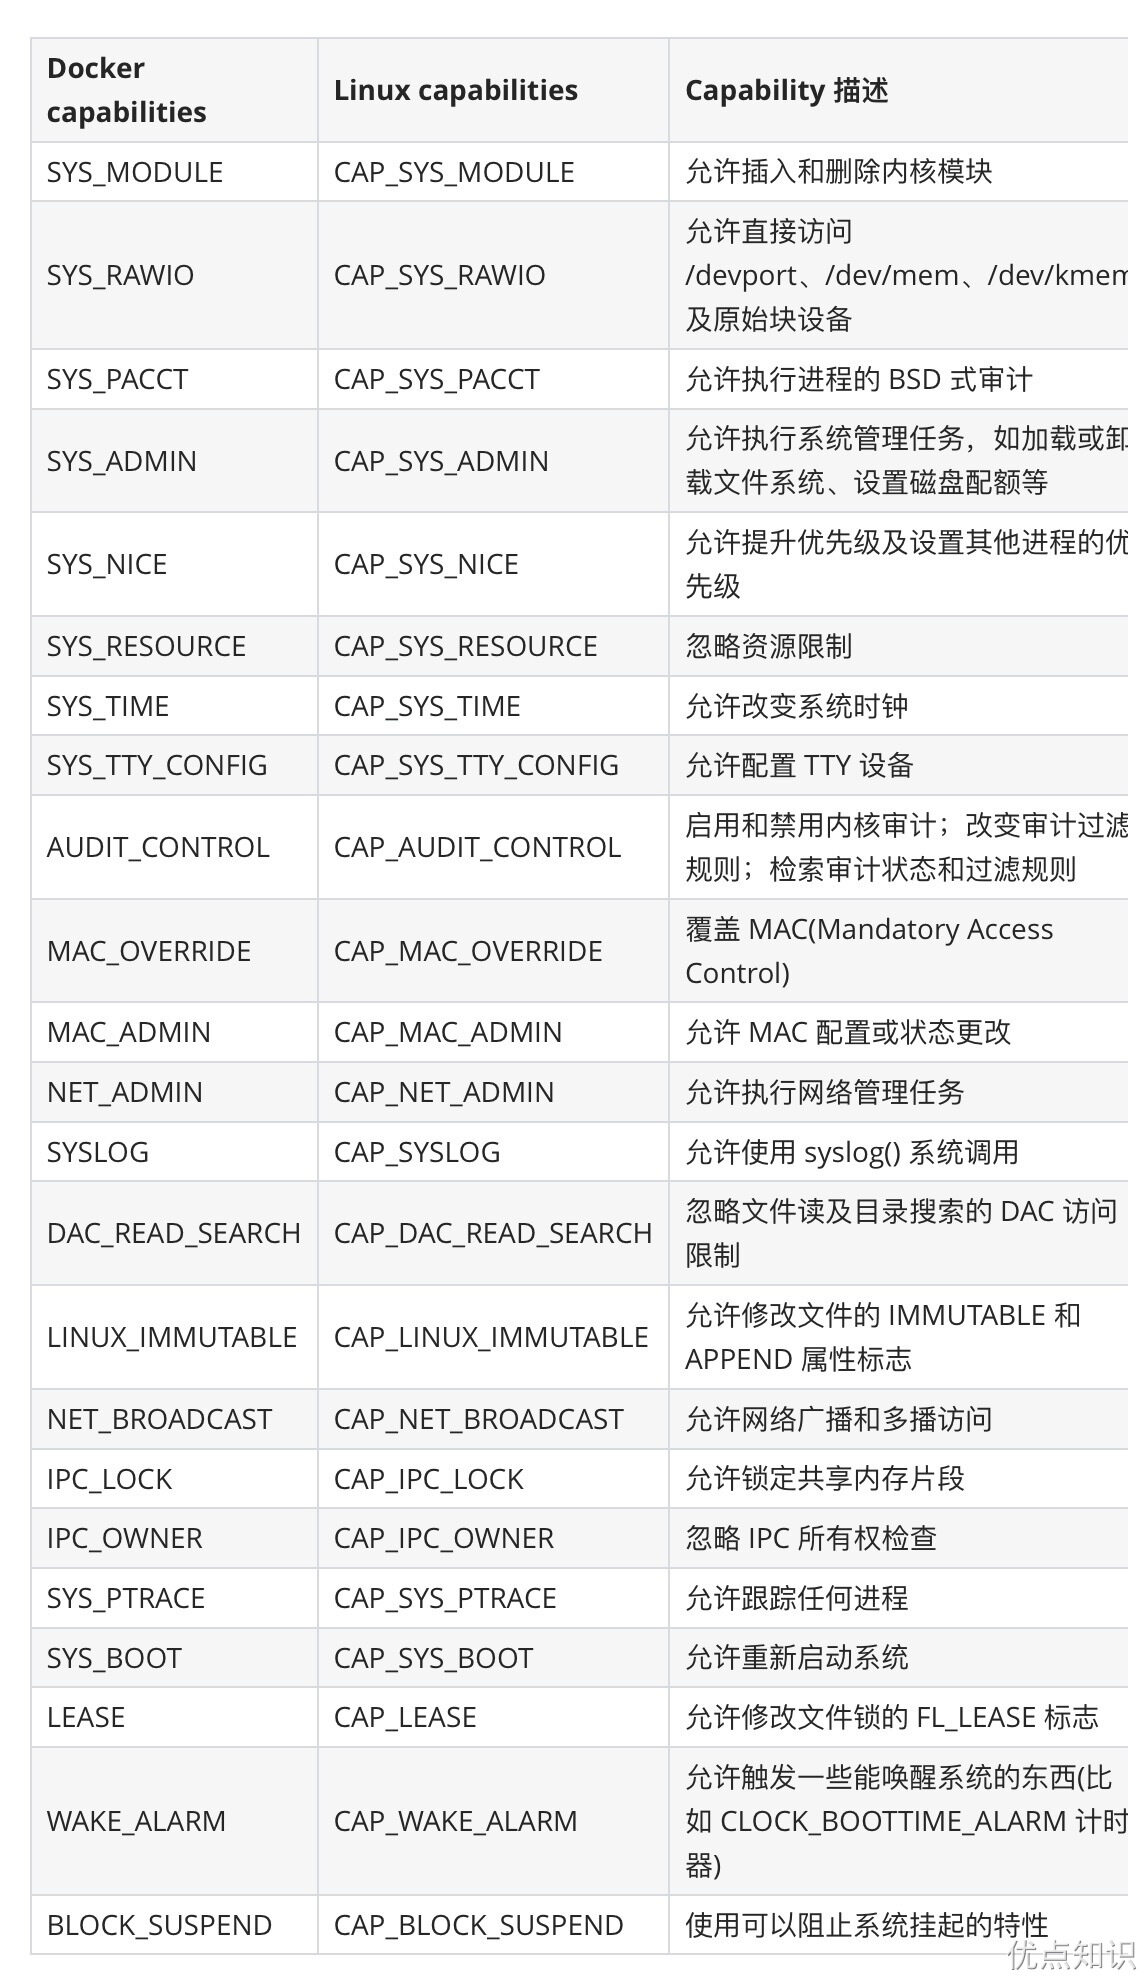 Docker
capabilities
Linux capabilities
Capability 描述
SYS_MODULE
CAP_SYS_MODULE
允许插入和删除内核模块
SYS_RAWIO
CAP_SYS_RAWIO
允许直接访问
/devport、/dev/mem、/dev/kmem
及原始块设备
SYS_PACCT
CAP_SYS_PACCT
允许执行进程的 BSD 式审计
SYS_ADMIN
CAP_SYS_ADMIN
允许执行系统管理任务，如加载或卸
载文件系统、设置磁盘配额等
SYS_NICE
CAP_SYS_NICE
允许提升优先级及设置其他进程的优
先级
SYS_RESOURCE
CAP_SYS_RESOURCE
忽略资源限制
SYS_TIME
CAP_SYS_TIME
允许改变系统时钟
SYS_TTY_CONFIG
CAP_SYS_TTY_CONFIG
允许配置 TTY 设备
AUDIT_CONTROL
CAP_AUDIT_CONTROL
启用和禁用内核审计；改变审计过滤
规则；检索审计状态和过滤规则
MAC_OVERRIDE
CAP_MAC_OVERRIDE
覆盖 MAC(Mandatory Access
Control)
MAC_ADMIN
CAP_MAC_ADMIN
允许 MAC 配置或状态更改
NET_ADMIN
CAP_NET_ADMIN
允许执行网络管理任务
SYSLOG
CAP_SYSLOG
允许使用 syslog() 系统调用
DAC_READ_SEARCH
CAP_DAC_READ_SEARCH
忽略文件读及目录搜索的 DAC 访问
限制
LINUX_IMMUTABLE
CAP_LINUX_IMMUTABLE
允许修改文件的 IMMUTABLE 和
APPEND 属性标志
NET_BROADCAST
CAP_NET_BROADCAST
允许网络广播和多播访问
IPC_LOCK
CAP_IPC_LOCK
允许锁定共享内存片段
IPC_OWNER
CAP_IPC_OWNER
忽略 IPC 所有权检查
SYS_PTRACE
CAP_SYS_PTRACE
允许跟踪任何进程
SYS_BOOT
CAP_SYS_BOOT
允许重新启动系统
LEASE
CAP_LEASE
允许修改文件锁的 FL_LEASE 标志
WAKE_ALARM
CAP_WAKE_ALARM
允许触发一些能唤醒系统的东西(比
如 CLOCK_BOOTTIME_ALARM 计时
器)
BLOCK_SUSPEND
CAP_BLOCK_SUSPEND
使用可以阻止系统挂起的特性
优点知识